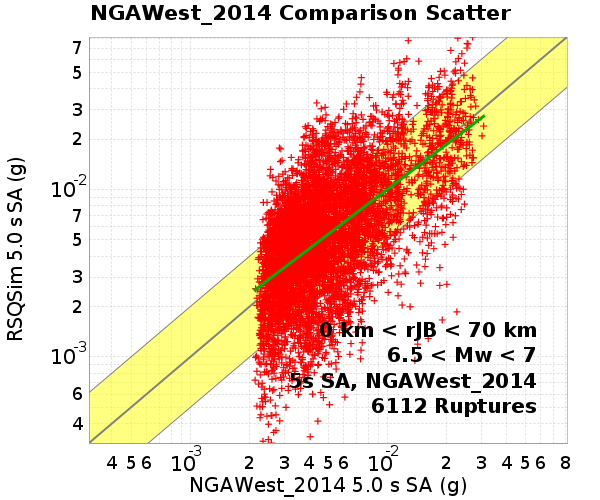 NGAWest_2014 Comparison Scatter
7
5
3
2
10-2
7
5
3
2
10-3
6
4
RSQSim 5.0 s SA (g)
0 km < rJB < 70 km
6.5 < Mw < 7
5s SA, NGAWest_2014
6112 Ruptures
4 5 6 10-3 2 3 4 5 6 10-2 2 3 4 5 6 8
NGAWest_2014 5.0 s SA (g)